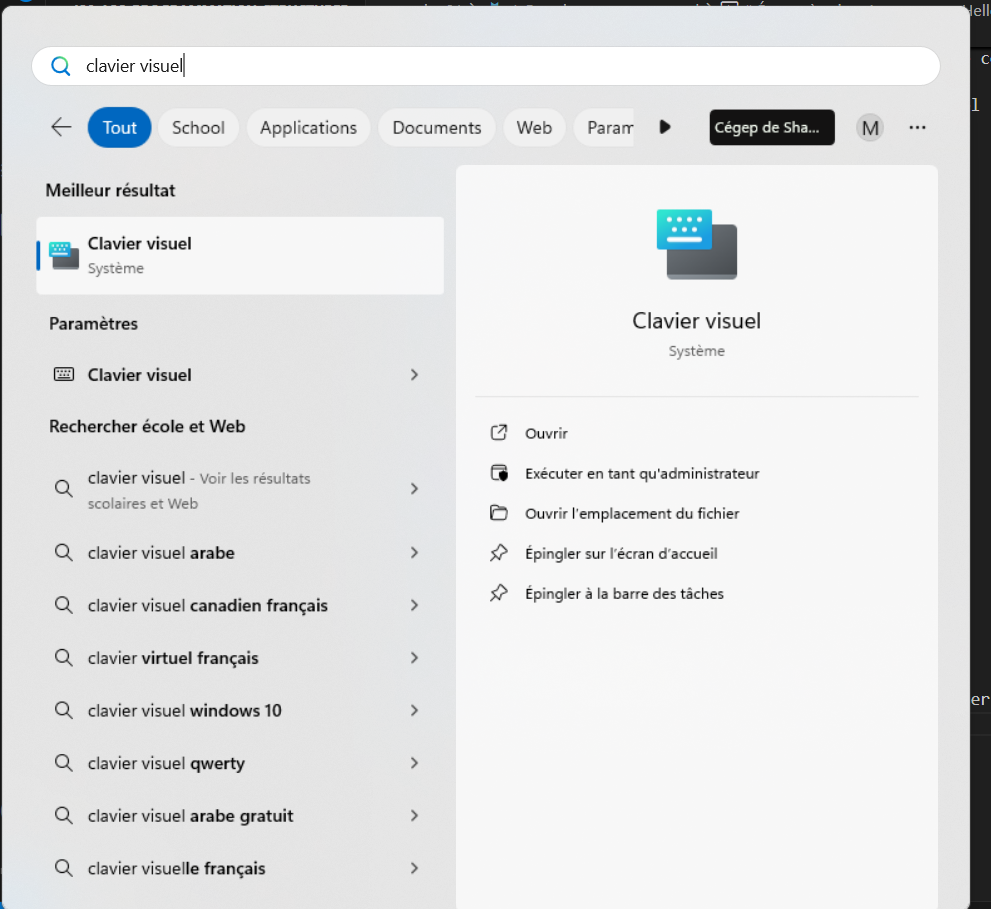 clavier visuel
Tout
School
Applications
Documents
Web
Param
Cégep de Sha...
M
...
Meilleur résultat
Clavier visuel
Système
Paramètres
Clavier visuel
Rechercher école et Web
clavier visuel - Voir les résultats
scolaires et Web
clavier visuel arabe
clavier visuel canadien français
clavier virtuel français
clavier visuel windows 10
clavier visuel qwerty
clavier visuel arabe gratuit
clavier visuelle français
Clavier visuel
Système
Ouvrir
Exécuter en tant qu'administrateur
Ouvrir l'emplacement du fichier
Épingler sur l'écran d'accueil
Épingler à la barre des tâches
er